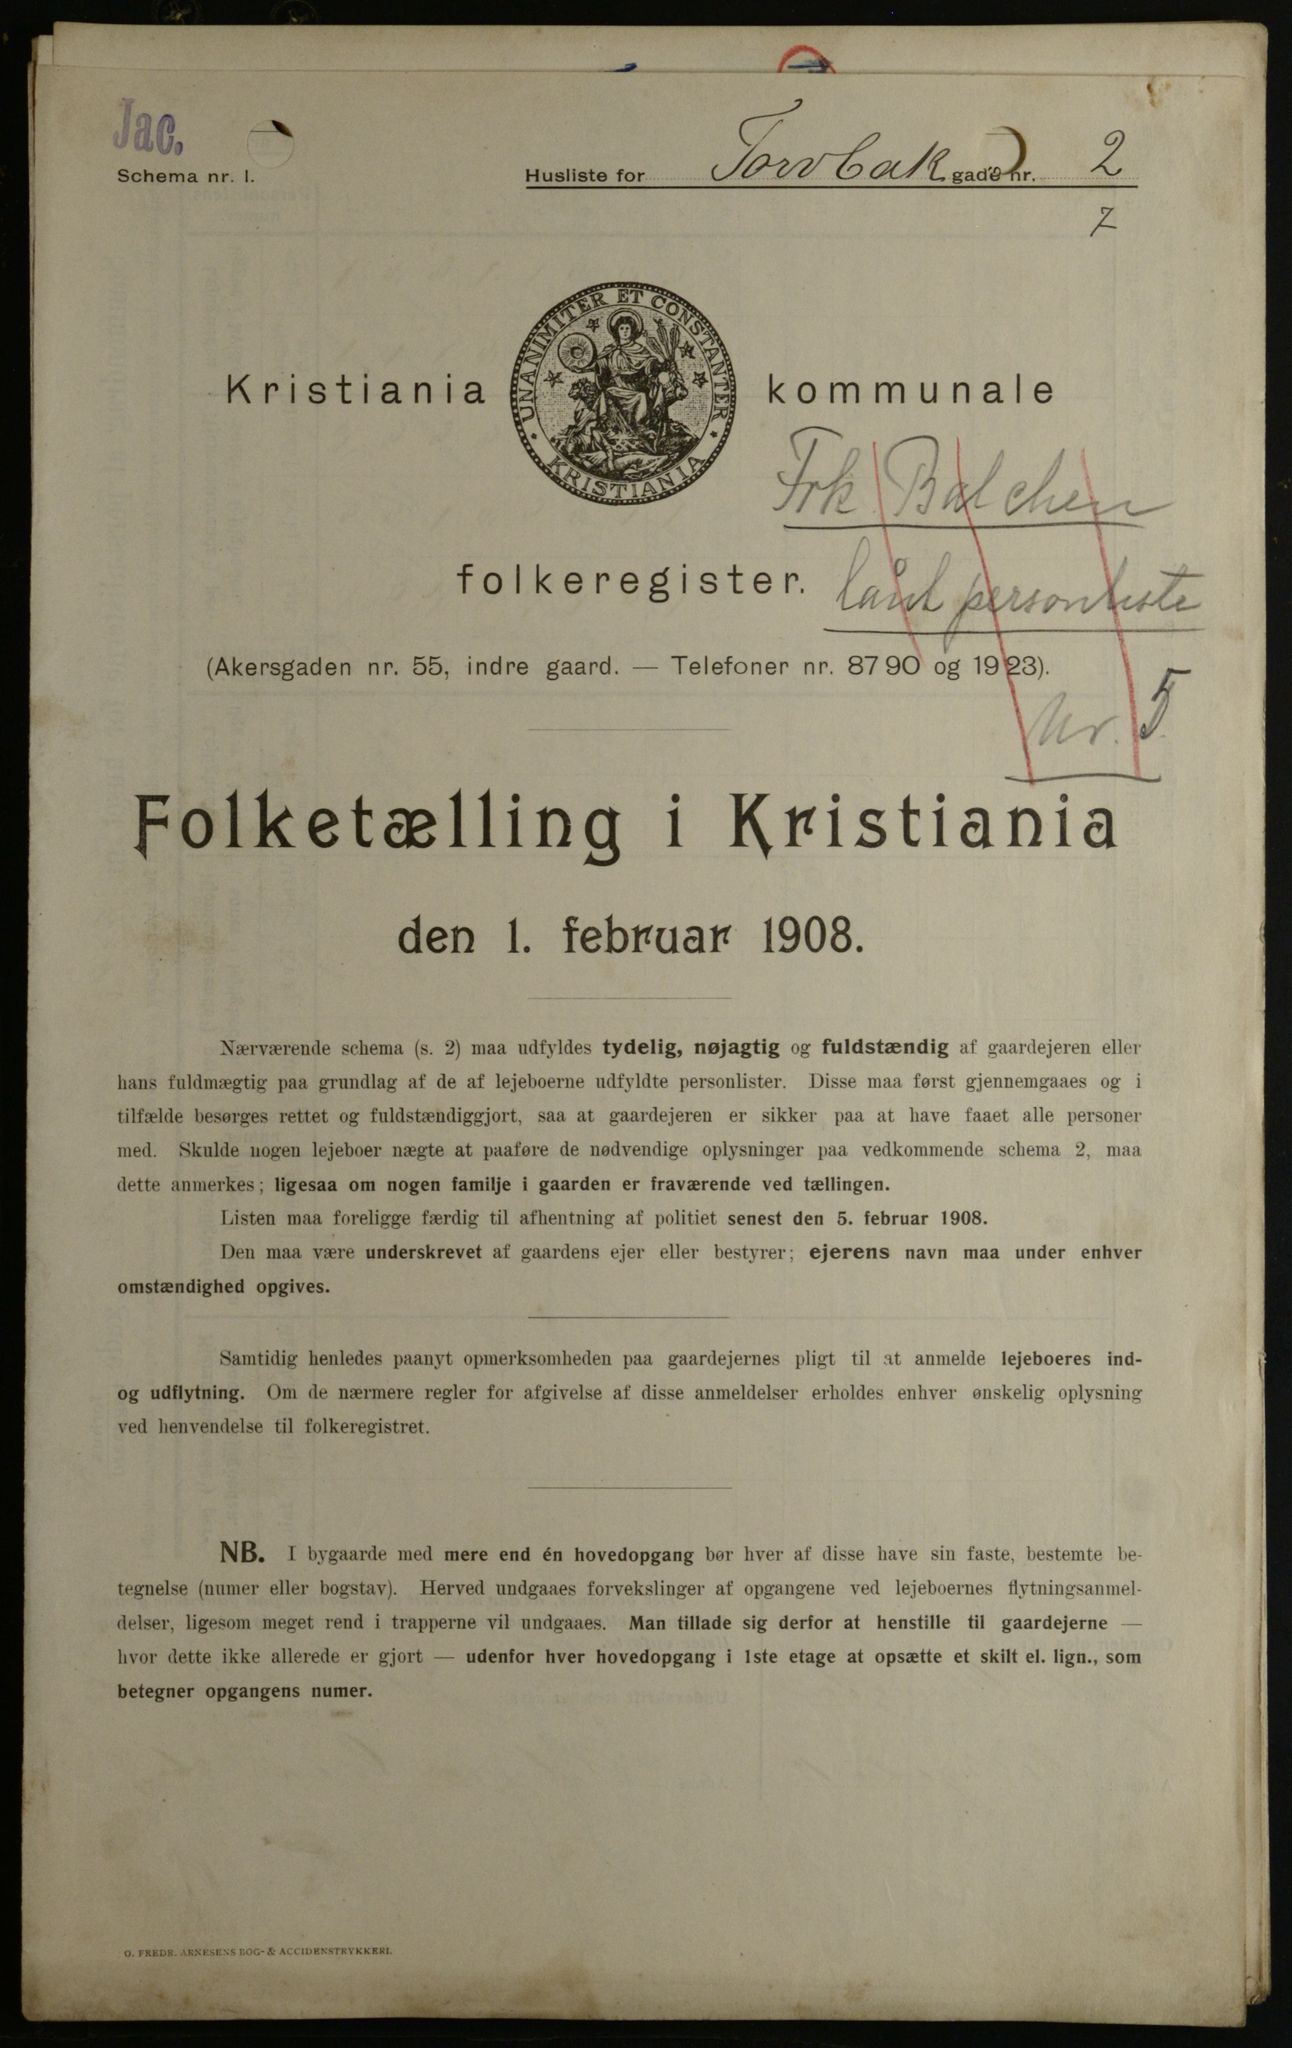 Jac.
Schema nr. 1.
Husliste for Torvbakgade nr. 2
7
UNANIMITER ET CONSTANTER
KRISTIANIA
Kristiania kommunale
Frk Balchen
folkeregister.
lånt personliste
(Akersgaden nr. 55, indre gaard. — Telefoner nr. 8790 og 1923).
Nr. 5.
Folketælling i Kristiania
den 1. februar 1908.
Nærværende schema (s. 2) maa udfyldes tydelig, nøjagtig og fuldstændig af gaardejeren eller
hans fuldmægtig paa grundlag af de af lejeboerne udfyldte personlister. Disse maa først gjennemgaaes og i
tilfælde besørges rettet og fuldstændiggjort, saa at gaardejeren er sikker paa at have faaet alle personer
med. Skulde nogen lejeboer nægte at paaføre de nødvendige oplysninger paa vedkommende schema 2, maa
dette anmerkes; ligesaa om nogen familje i gaarden er fraværende ved tællingen.
Listen maa foreligge færdig til afhentning af politiet senest den 5. februar 1908.
Den maa være underskrevet af gaardens ejer eller bestyrer; ejerens navn maa under enhver
omstændighed opgives.
Samtidig henledes paanyt opmerksomheden paa gaardejernes pligt til at anmelde lejeboeres ind-
og udflytning. Om de nærmere regler for afgivelse af disse anmeldelser erholdes enhver ønskelig oplysning
ved henvendelse til folkeregistret.
NB. I bygaarde med mere end én hovedopgang bør hver af disse have sin faste, bestemte be-
tegnelse (numer eller bogstav). Herved undgaaes forvekslinger af opgangene ved lejeboernes flytningsanmel-
delser, ligesom meget rend i trapperne vil undgaaes. Man tillade sig derfor at henstille til gaardejerne —
hvor dette ikke allerede er gjort — udenfor hver hovedopgang i 1ste etage at opsætte et skilt el. lign., som
betegner opgangens numer.
O. FREDR. ARNESENS BOG- & ACCIDENSTRYKKERI.